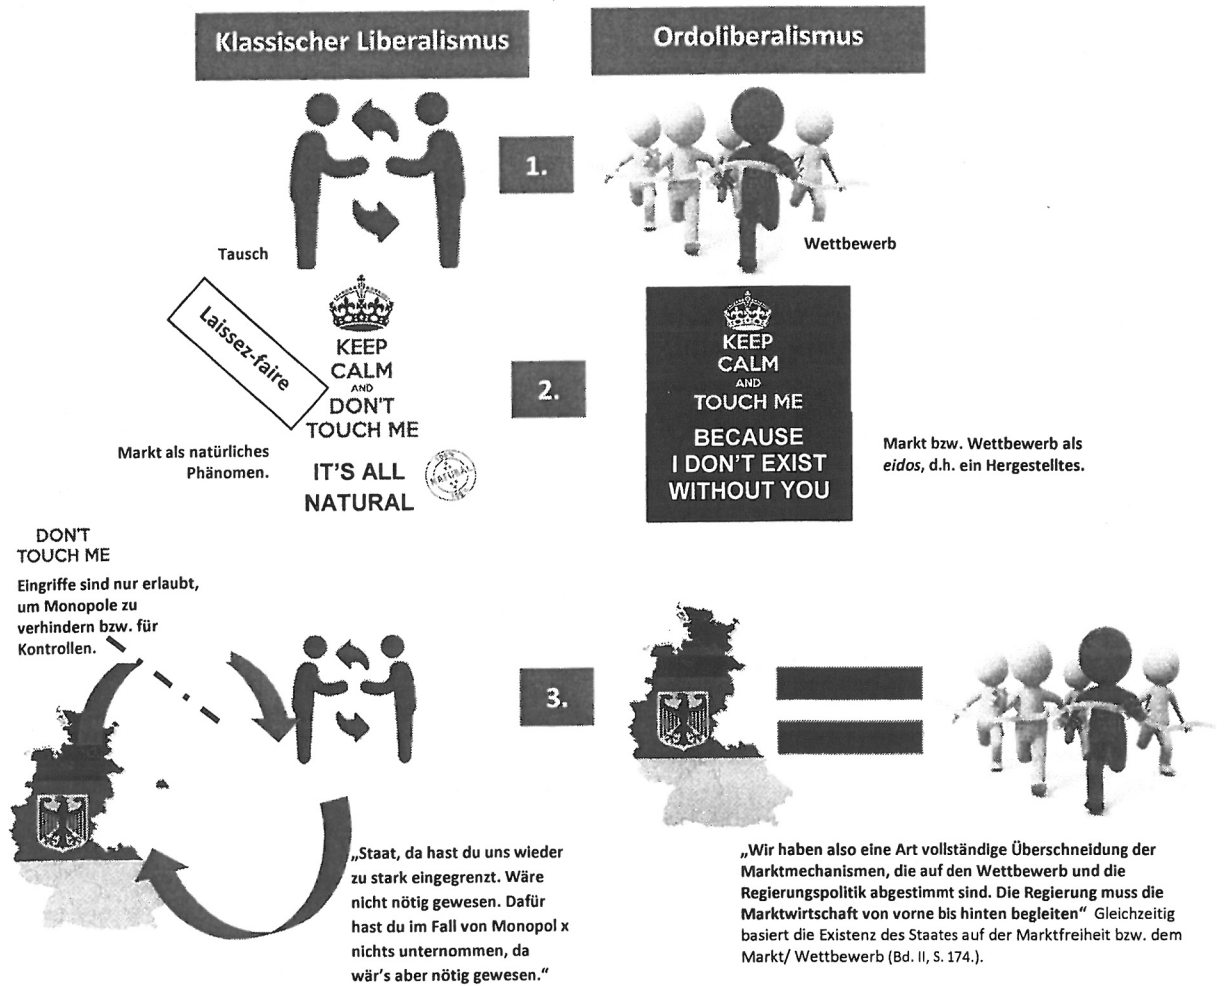 Klassischer Liberalismus
Ordoliberalismus
1.
Tausch
Wettbewerb
Laissez-faire
KEEP
CALM
AND
DON'T
TOUCH ME
IT'S ALL
NATURAL
NATURAL
Markt als natürliches
Phänomen.
2.
KEEP
CALM
AND
TOUCH ME
BECAUSE
I DON'T EXIST
WITHOUT YOU
Markt bzw. Wettbewerb als
eidos, d.h. ein Hergestelltes.
DON'T
TOUCH ME
Eingriffe sind nur erlaubt,
um Monopole zu
verhindern bzw. für
Kontrollen.
3.
„Staat, da hast du uns wieder
zu stark eingegrenzt. Wäre
nicht nötig gewesen. Dafür
hast du im Fall von Monopol x
nichts unternommen, da
wär's aber nötig gewesen.“
„Wir haben also eine Art vollständige Überschneidung der
Marktmechanismen, die auf den Wettbewerb und die
Regierungspolitik abgestimmt sind. Die Regierung muss die
Marktwirtschaft von vorne bis hinten begleiten“ Gleichzeitig
basiert die Existenz des Staates auf der Marktfreiheit bzw. dem
Markt/ Wettbewerb (Bd. II, S. 174.).